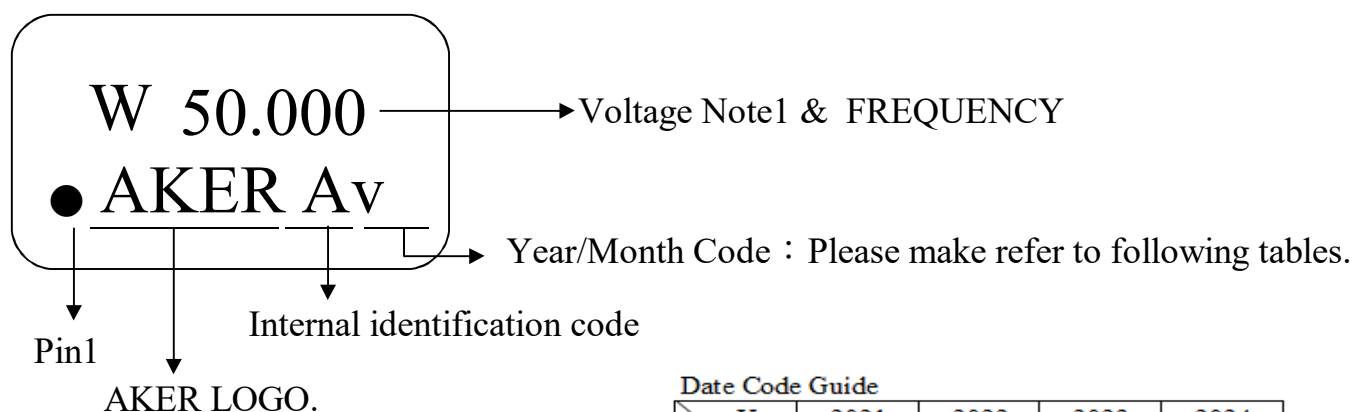 W 50.000
Voltage Note1 & FREQUENCY
AKER Av
Year/Month Code：Please make refer to following tables.
Internal identification code
Pin1
AKER LOGO.
Date Code Guide